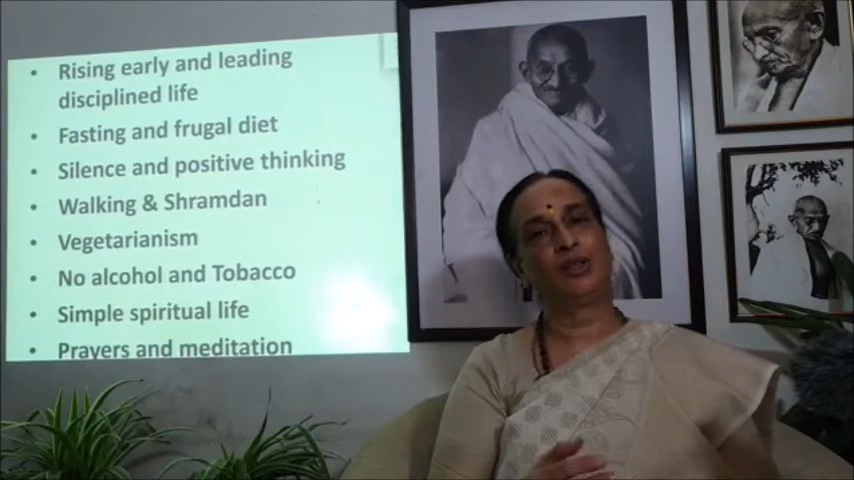 • Rising early and leading
disciplined life
• Fasting and frugal diet
• Silence and positive thinking
• Walking & Shramdan
• Vegetarianism
• No alcohol and Tobacco
• Simple spiritual life
• Prayers and meditation